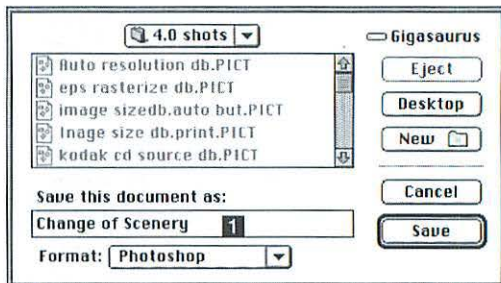 4.0 shots
Gigasaurus
Auto resolution db.PICT
eps rasterize db.PICT
image sizedb.auto but.PICT
Inage size db.print.PICT
kodak cd source db.PICT
Eject
Desktop
New
Save this document as:
Change of Scenery 1
Format: Photoshop
Cancel
Save